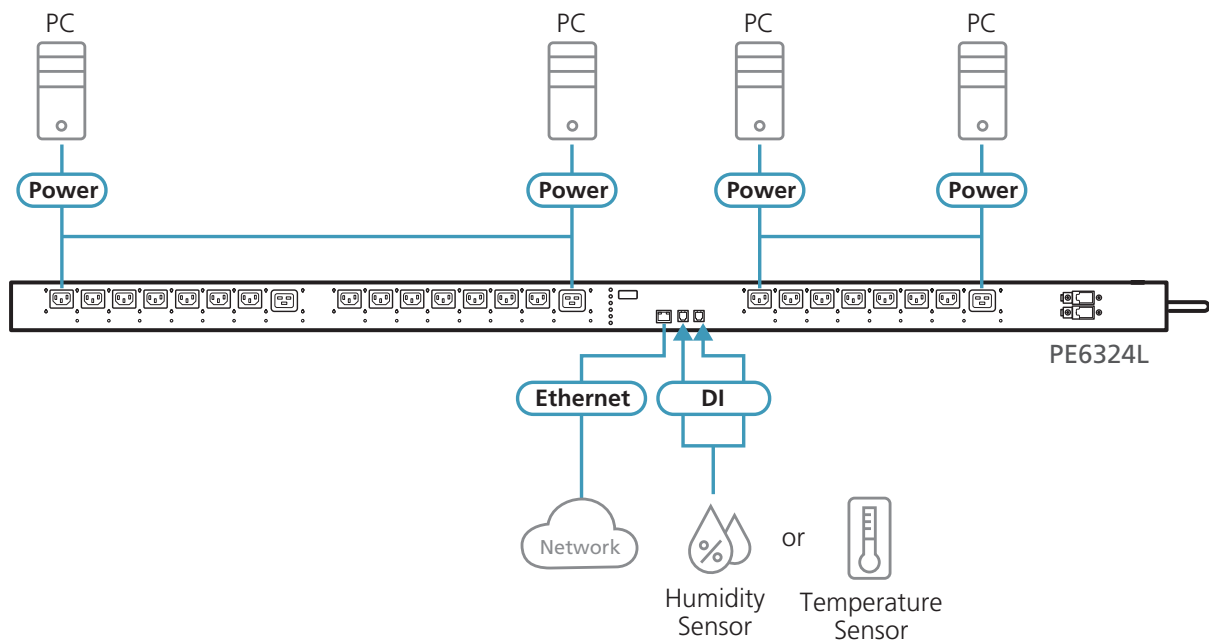 PC
PC
PC
PC
Power
Power
Power
Power
PE6324L
Ethernet
DI
Network
or
Humidity
Sensor
Temperature
Sensor